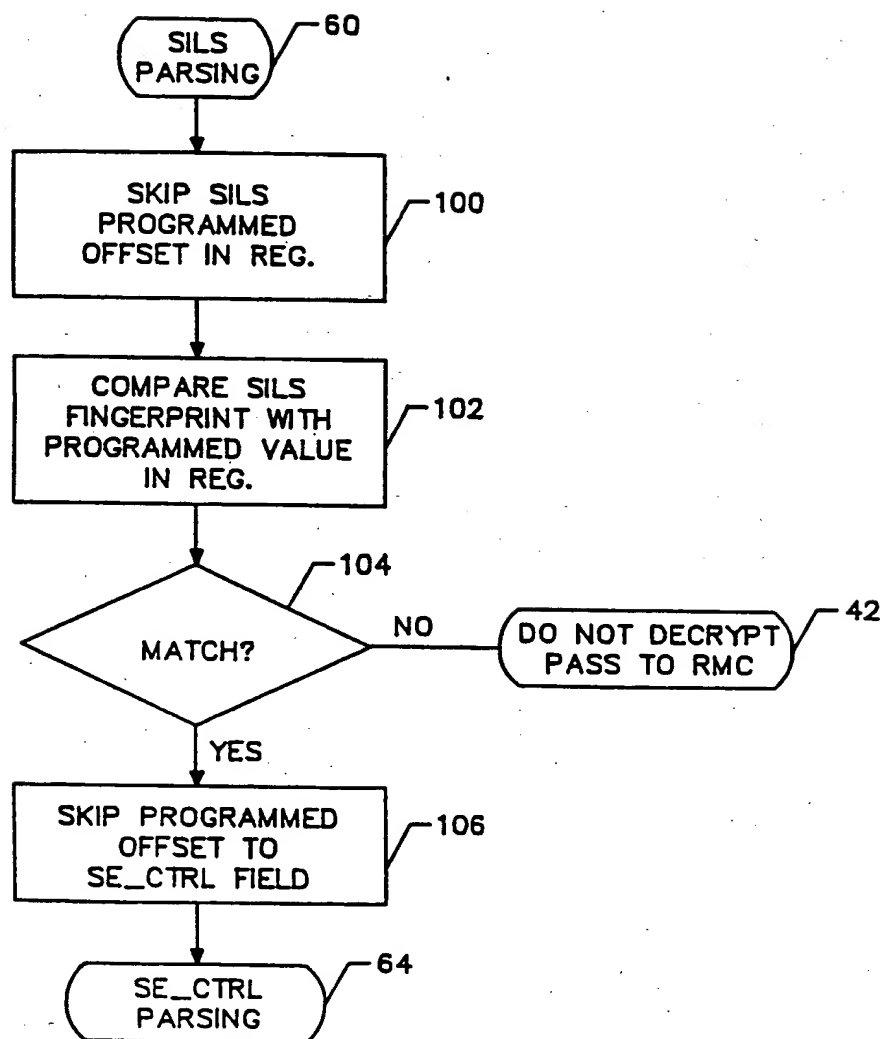 SILS
PARSING
60
SKIP SILS
PROGRAMMED
OFFSET IN REG.
100
COMPARE SILS
FINGERPRINT WITH
PROGRAMMED VALUE
IN REG.
102
104
MATCH?
NO
DO NOT DECRYPT
PASS TO RMC
42
YES
SKIP PROGRAMMED
OFFSET TO
SE_CTRL FIELD
106
SE_CTRL
PARSING
64